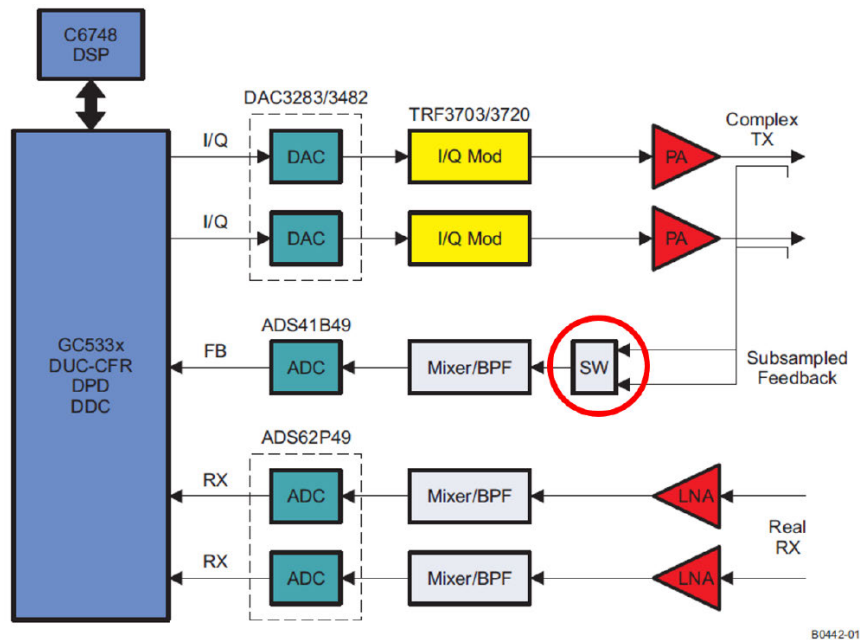 C6748
DSP
DAC3283/3482
TRF3703/3720
Complex
TX
I/Q
DAC
I/Q Mod
PA
I/Q
DAC
I/Q Mod
PA
GC533x
DUC-CFR
DPD
DDC
ADS41B49
FB
ADC
Mixer/BPF
SW
Subsampled
Feedback
ADS62P49
RX
ADC
Mixer/BPF
LNA
Real
RX
RX
ADC
Mixer/BPF
LNA
B0442-01